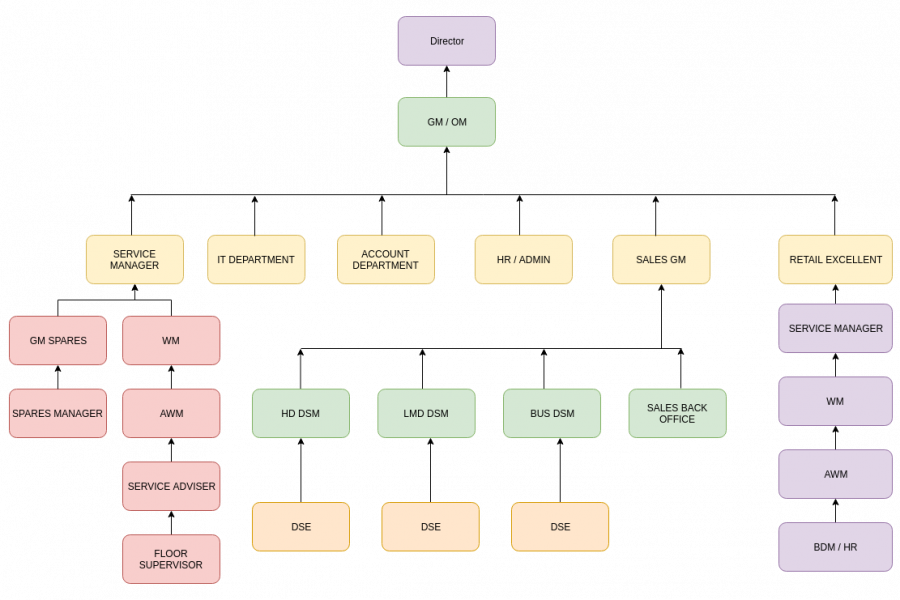 Director
GM / OM
SERVICE
MANAGER
IT DEPARTMENT
ACCOUNT
DEPARTMENT
HR / ADMIN
SALES GM
RETAIL EXCELLENT
GM SPARES
WM
SERVICE MANAGER
SPARES MANAGER
AWM
HD DSM
LMD DSM
BUS DSM
SALES BACK
OFFICE
WM
SERVICE ADVISER
AWM
DSE
DSE
DSE
FLOOR
SUPERVISOR
BDM / HR